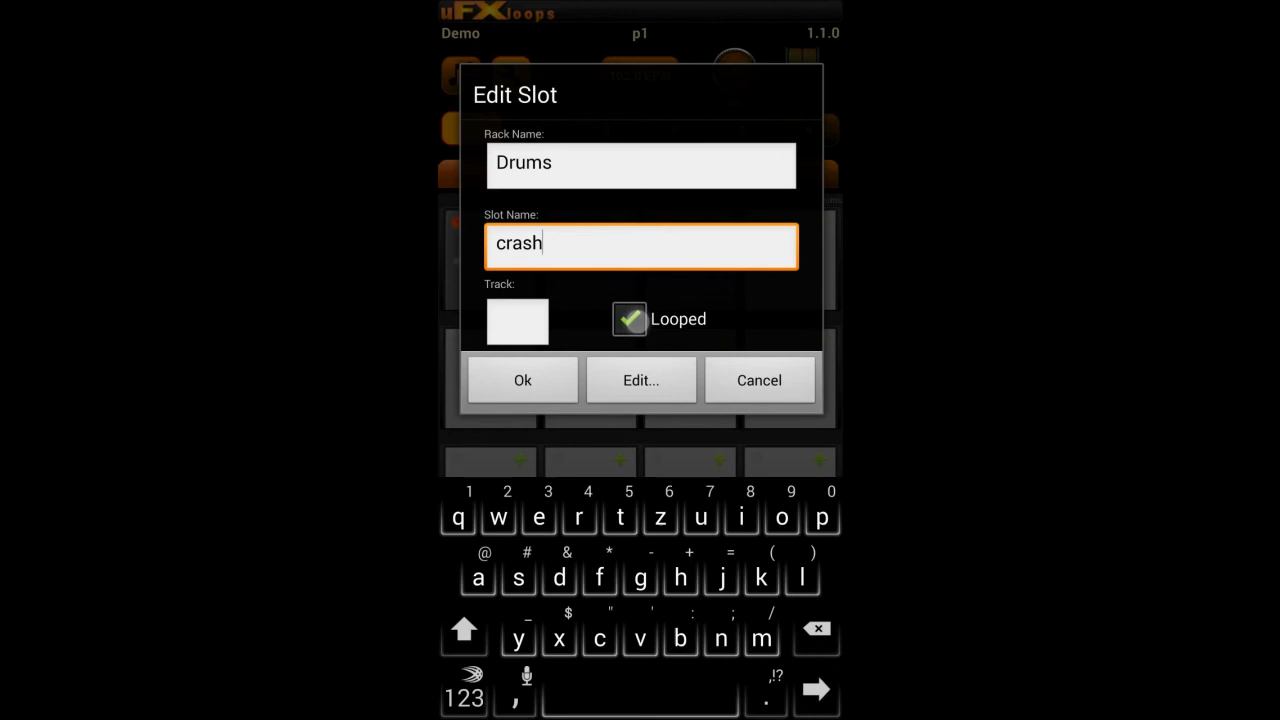 uFXloops
Demo p1 1.1.0
Edit Slot
Rack Name:
Drums
Slot Name:
crash
Track:
Looped
Ok Edit... Cancel
1 2 3 4 5 6 7 8 9 0
q w e r t z u i o p
@ # & * - + = ( )
a s d f g h j k l
_ $ " ' : ; /
y x c v b n m
,!?
123 , .